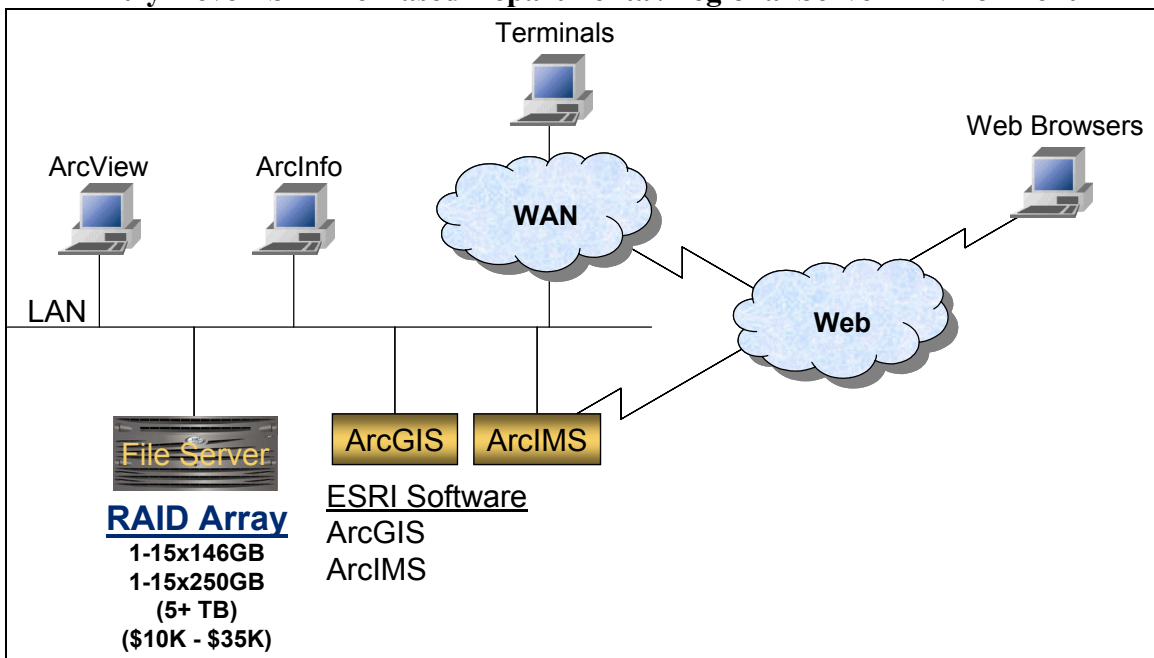 Terminals
Web Browsers
ArcView
ArcInfo
WAN
LAN
Web
File Server
ArcGIS
ArcIMS
RAID Array
1-15x146GB
1-15x250GB
(5+ TB)
($10K - $35K)
ESRI Software
ArcGIS
ArcIMS